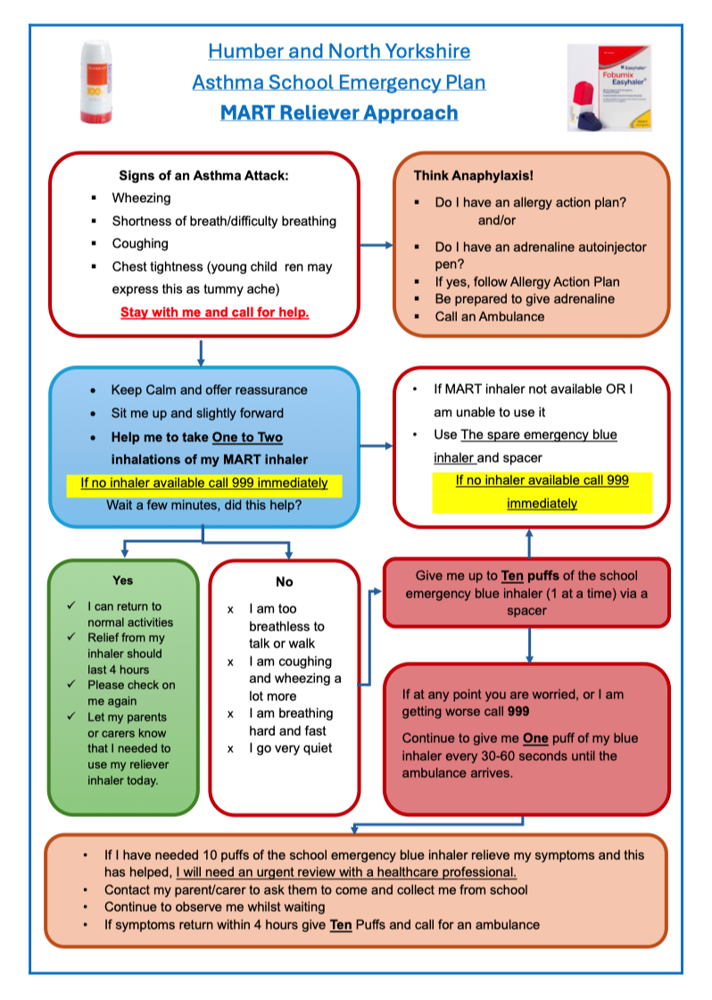 Humber and North Yorkshire
Asthma School Emergency Plan
MART Reliever Approach
100
Easyhaler
Fobumix
Easyhaler
Signs of an Asthma Attack:
▪ Wheezing
▪ Shortness of breath/difficulty breathing
▪ Coughing
▪ Chest tightness (young child ren may
express this as tummy ache)
Stay with me and call for help.
Think Anaphylaxis!
▪ Do I have an allergy action plan?
and/or
▪ Do I have an adrenaline autoinjector
pen?
▪ If yes, follow Allergy Action Plan
▪ Be prepared to give adrenaline
▪ Call an Ambulance
• Keep Calm and offer reassurance
• Sit me up and slightly forward
• Help me to take One to Two
inhalations of my MART inhaler
If no inhaler available call 999 immediately
Wait a few minutes, did this help?
• If MART inhaler not available OR I
am unable to use it
• Use The spare emergency blue
inhaler and spacer
If no inhaler available call 999
immediately
Yes
✓ I can return to
normal activities
✓ Relief from my
inhaler should
last 4 hours
✓ Please check on
me again
✓ Let my parents
or carers know
that I needed to
use my reliever
inhaler today.
No
x I am too
breathless to
talk or walk
x I am coughing
and wheezing a
lot more
x I am breathing
hard and fast
x I go very quiet
Give me up to Ten puffs of the school
emergency blue inhaler (1 at a time) via a
spacer
If at any point you are worried, or I am
getting worse call 999
Continue to give me One puff of my blue
inhaler every 30-60 seconds until the
ambulance arrives.
• If I have needed 10 puffs of the school emergency blue inhaler relieve my symptoms and this
has helped, I will need an urgent review with a healthcare professional.
• Contact my parent/carer to ask them to come and collect me from school
• Continue to observe me whilst waiting
• If symptoms return within 4 hours give Ten Puffs and call for an ambulance